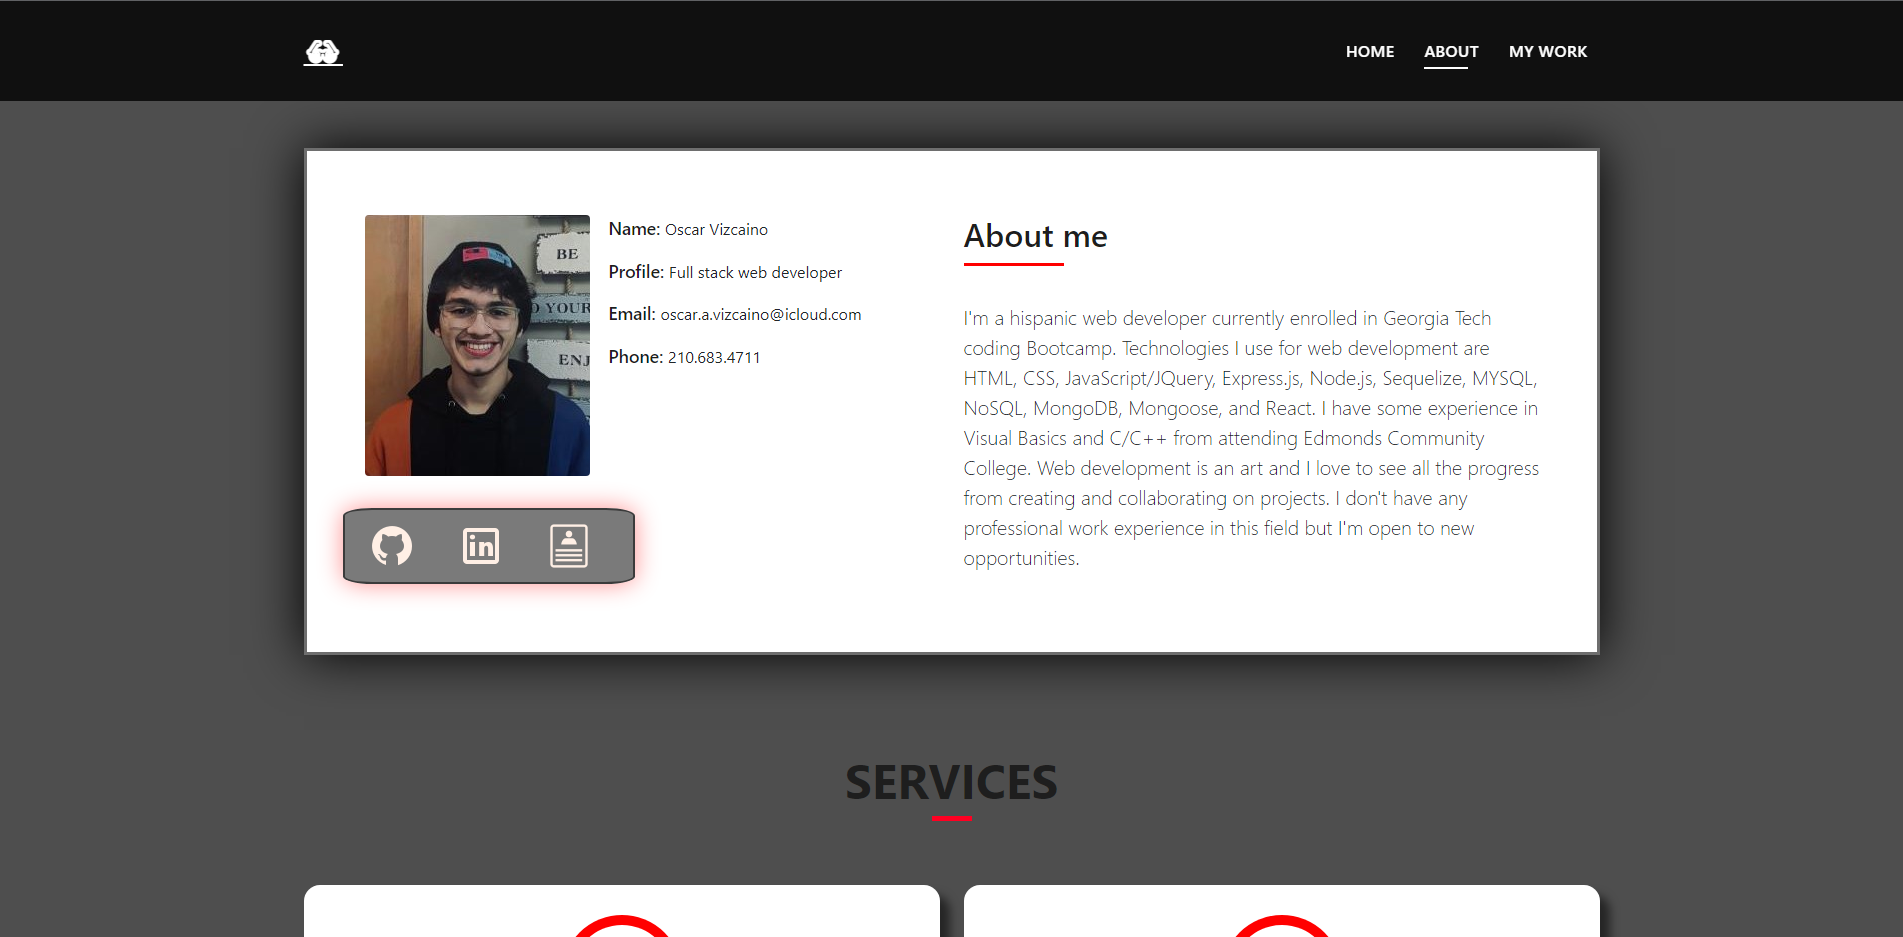 HOME ABOUT MY WORK
BE
D YOUR
ENJ
Name: Oscar Vizcaino
Profile: Full stack web developer
Email: oscar.a.vizcaino@icloud.com
Phone: 210.683.4711
in
About me
I'm a hispanic web developer currently enrolled in Georgia Tech
coding Bootcamp. Technologies I use for web development are
HTML, CSS, JavaScript/JQuery, Express.js, Node.js, Sequelize, MYSQL,
NoSQL, MongoDB, Mongoose, and React. I have some experience in
Visual Basics and C/C++ from attending Edmonds Community
College. Web development is an art and I love to see all the progress
from creating and collaborating on projects. I don't have any
professional work experience in this field but I'm open to new
opportunities.
SERVICES